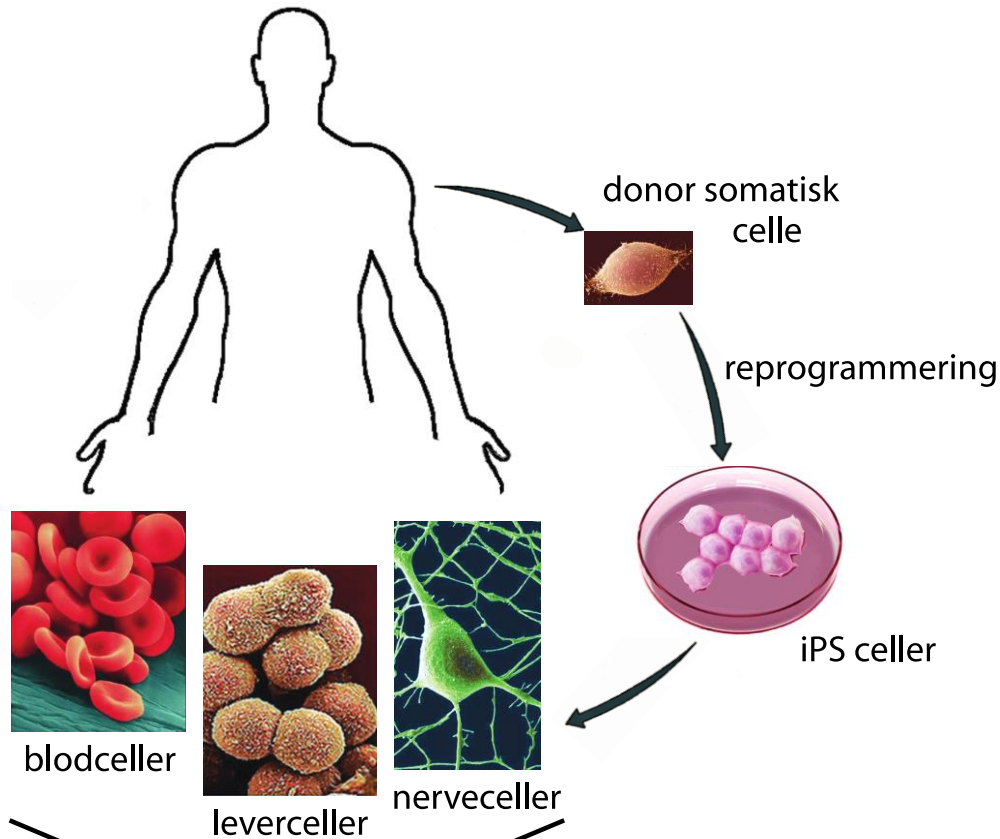 donor somatisk
celle
reprogrammering
iPS celler
blodceller
leverceller
nerveceller